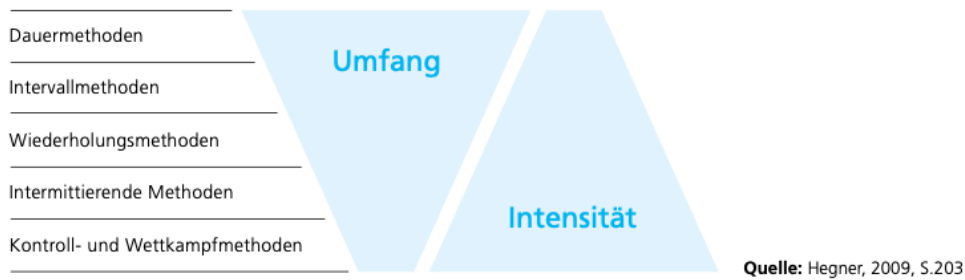 Dauermethoden
Umfang
Intervallmethoden
Wiederholungsmethoden
Intermittierende Methoden
Intensität
Kontroll- und Wettkampfmethoden
Quelle: Hegner, 2009, S.203